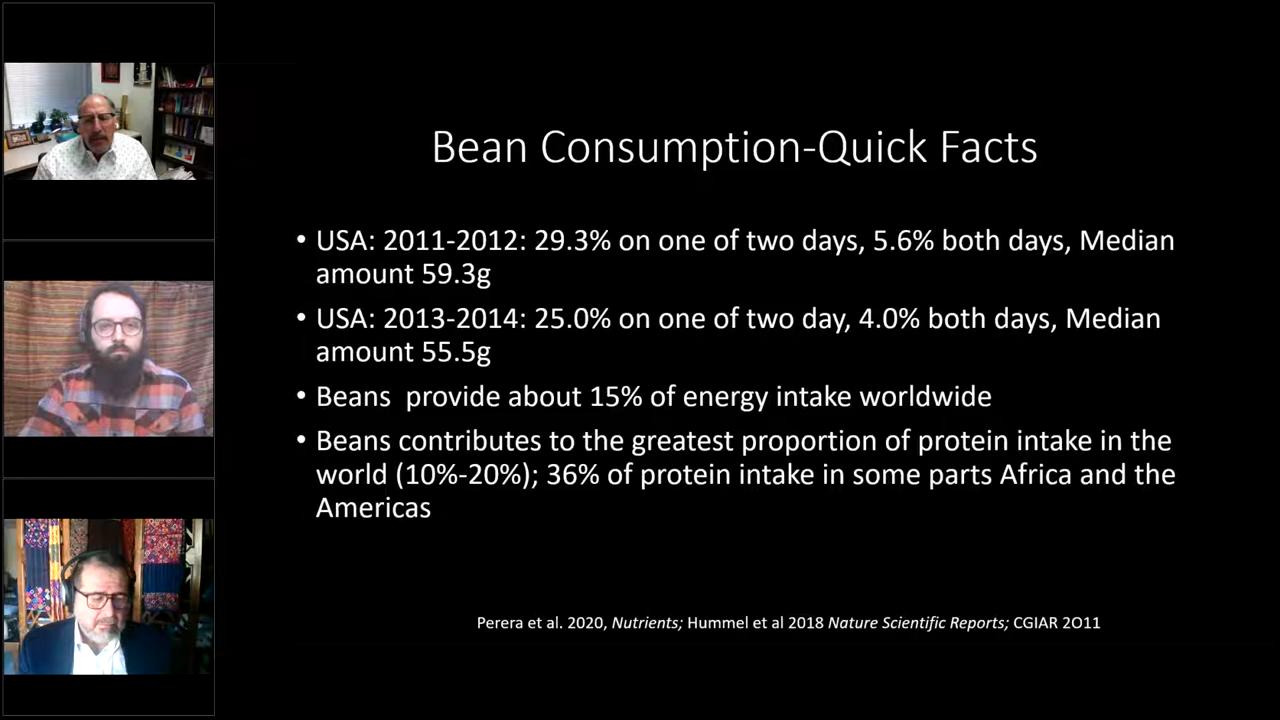 Bean Consumption-Quick Facts
• USA: 2011-2012: 29.3% on one of two days, 5.6% both days, Median
amount 59.3g
• USA: 2013-2014: 25.0% on one of two day, 4.0% both days, Median
amount 55.5g
• Beans  provide about 15% of energy intake worldwide
• Beans contributes to the greatest proportion of protein intake in the
world (10%-20%); 36% of protein intake in some parts Africa and the
Americas
Perera et al. 2020, Nutrients; Hummel et al 2018 Nature Scientific Reports; CGIAR 2O11